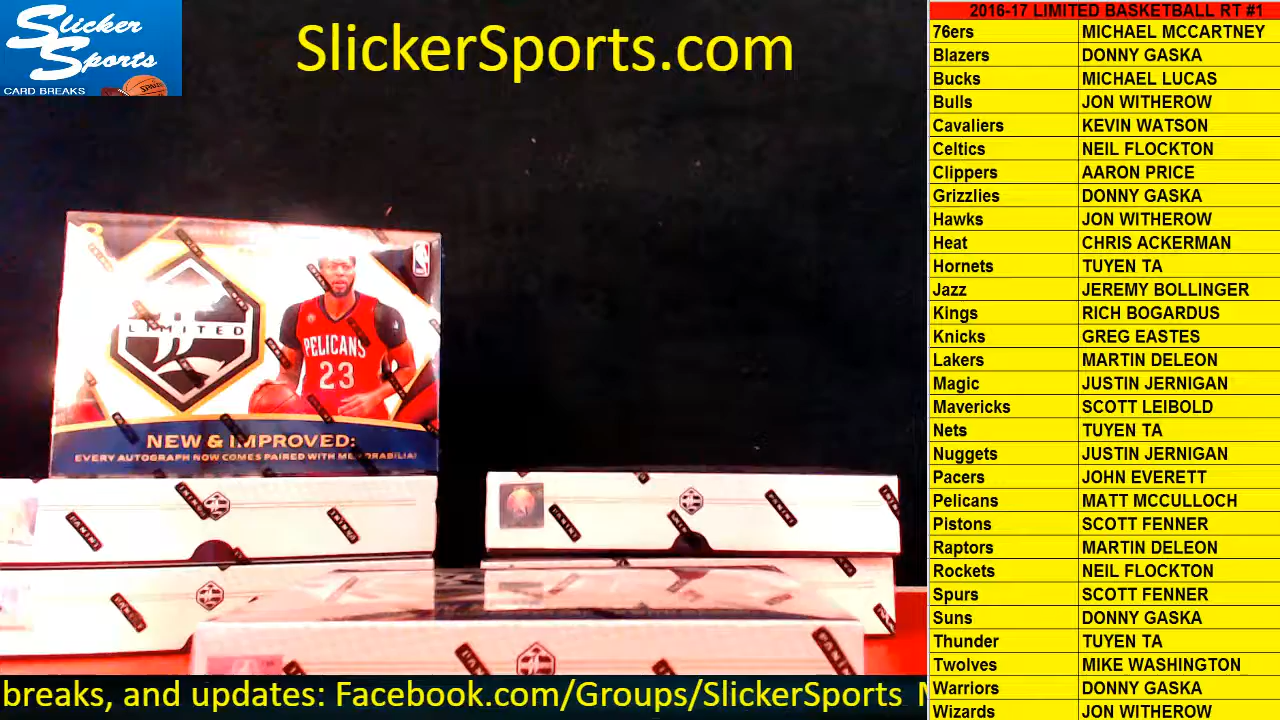 Slicker
Sports
CARD BREAKS
SlickerSports.com
LIMITED
PELICANS
23
NEW & IMPROVED:
EVERY AUTOGRAPH NOW COMES PAIRED WITH MEMORABILIA!
PANINI
PANINI
PANINI
PANINI
PANINI
breaks, and updates: Facebook.com/Groups/SlickerSports
2016-17 LIMITED BASKETBALL RT #1
76ers MICHAEL MCCARTNEY
Blazers DONNY GASKA
Bucks MICHAEL LUCAS
Bulls JON WITHEROW
Cavaliers KEVIN WATSON
Celtics NEIL FLOCKTON
Clippers AARON PRICE
Grizzlies DONNY GASKA
Hawks JON WITHEROW
Heat CHRIS ACKERMAN
Hornets TUYEN TA
Jazz JEREMY BOLLINGER
Kings RICH BOGARDUS
Knicks GREG EASTES
Lakers MARTIN DELEON
Magic JUSTIN JERNIGAN
Mavericks SCOTT LEIBOLD
Nets TUYEN TA
Nuggets JUSTIN JERNIGAN
Pacers JOHN EVERETT
Pelicans MATT MCCULLOCH
Pistons SCOTT FENNER
Raptors MARTIN DELEON
Rockets NEIL FLOCKTON
Spurs SCOTT FENNER
Suns DONNY GASKA
Thunder TUYEN TA
Twolves MIKE WASHINGTON
Warriors DONNY GASKA
Wizards JON WITHEROW